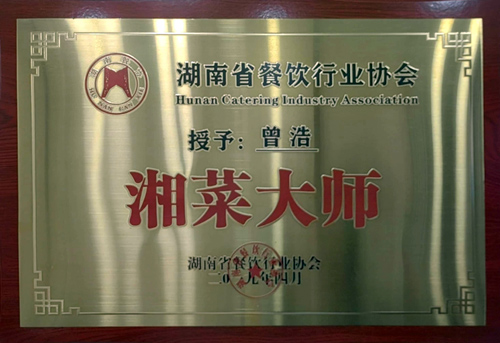 湖南省餐饮行业协会
Hunan Catering Industry Association
授予：曾浩
湘菜大师
湖南省餐饮行业协会
二〇一九年四月